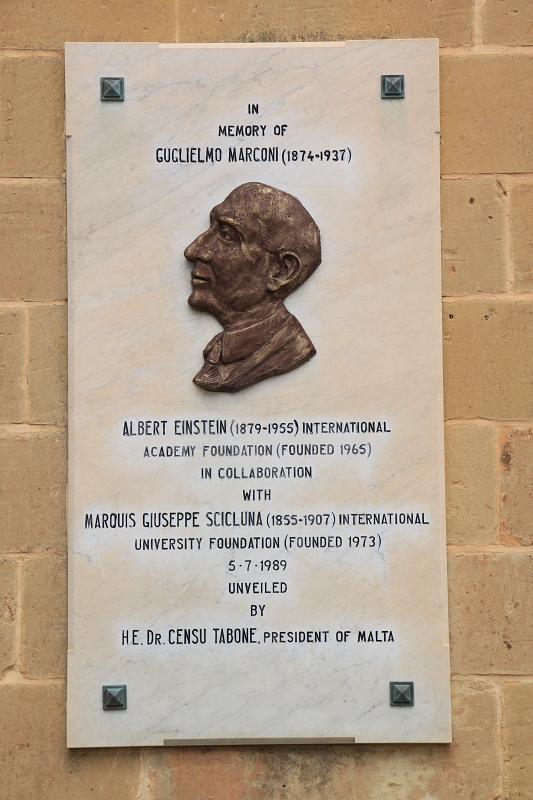 IN
MEMORY OF
GUGLIELMO MARCONI (1874-1937)
ALBERT EINSTEIN (1879-1955) INTERNATIONAL
ACADEMY FOUNDATION (FOUNDED 1965)
IN COLLABORATION
WITH
MARQUIS GIUSEPPE SCICLUNA (1855-1907) INTERNATIONAL
UNIVERSITY FOUNDATION (FOUNDED 1973)
5·7·1989
UNVEILED
BY
H.E. DR. CENSU TABONE, PRESIDENT OF MALTA